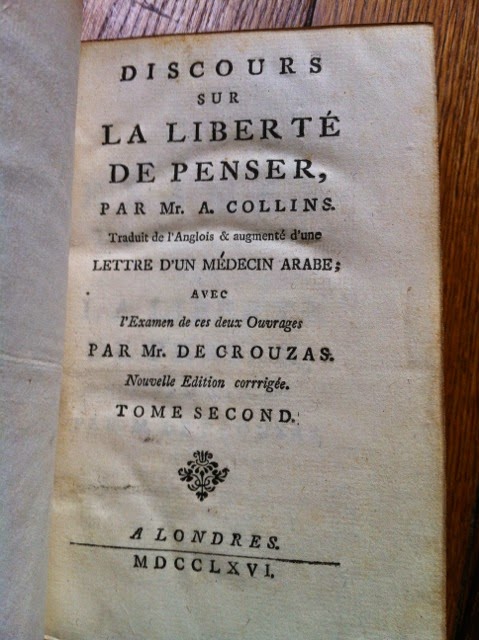 DISCOURS
SUR
LA LIBERTÉ
DE PENSER,
PAR Mr. A. COLLINS.
Traduit de l'Anglois & augmenté d'une
LETTRE D'UN MÉDECIN ARABE;
AVEC
l'Examen de ces deux Ouvrages
PAR Mr. DE CROUZAS.
Nouvelle Edition corrrigée.
TOME SECOND.
A LONDRES.
MDCCLXVI.